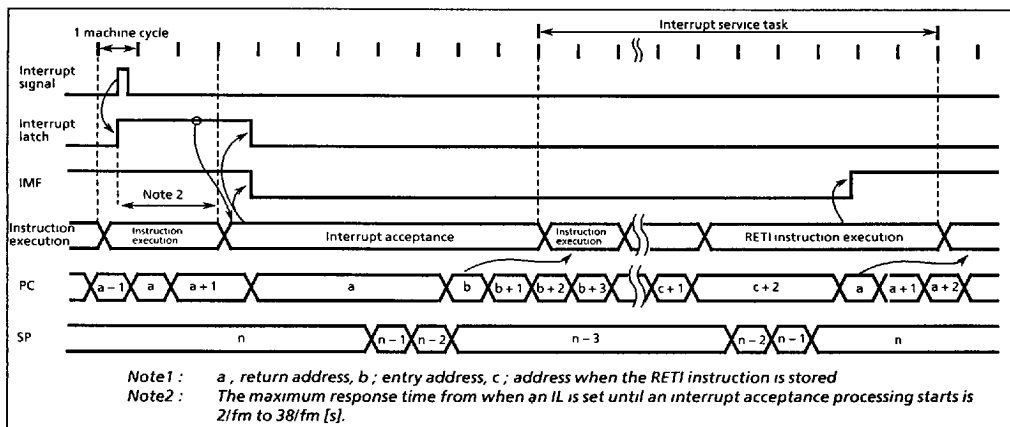 1 machine cycle
Interrupt service task
Interrupt signal
Interrupt latch
IMF
Note 2
Instruction execution
Instruction execution
Interrupt acceptance
Instruction execution
RETI instruction execution
PC
a – 1
a
a + 1
a
b
b + 1
b + 2
b + 3
c + 1
c + 2
a
a + 1
a + 2
SP
n
n – 1
n – 2
n – 3
n – 2
n – 1
n
Note1 : a , return address, b ; entry address, c ; address when the RETI instruction is stored
Note2 : The maximum response time from when an IL is set until an interrupt acceptance processing starts is
2/fm to 38/fm [s].